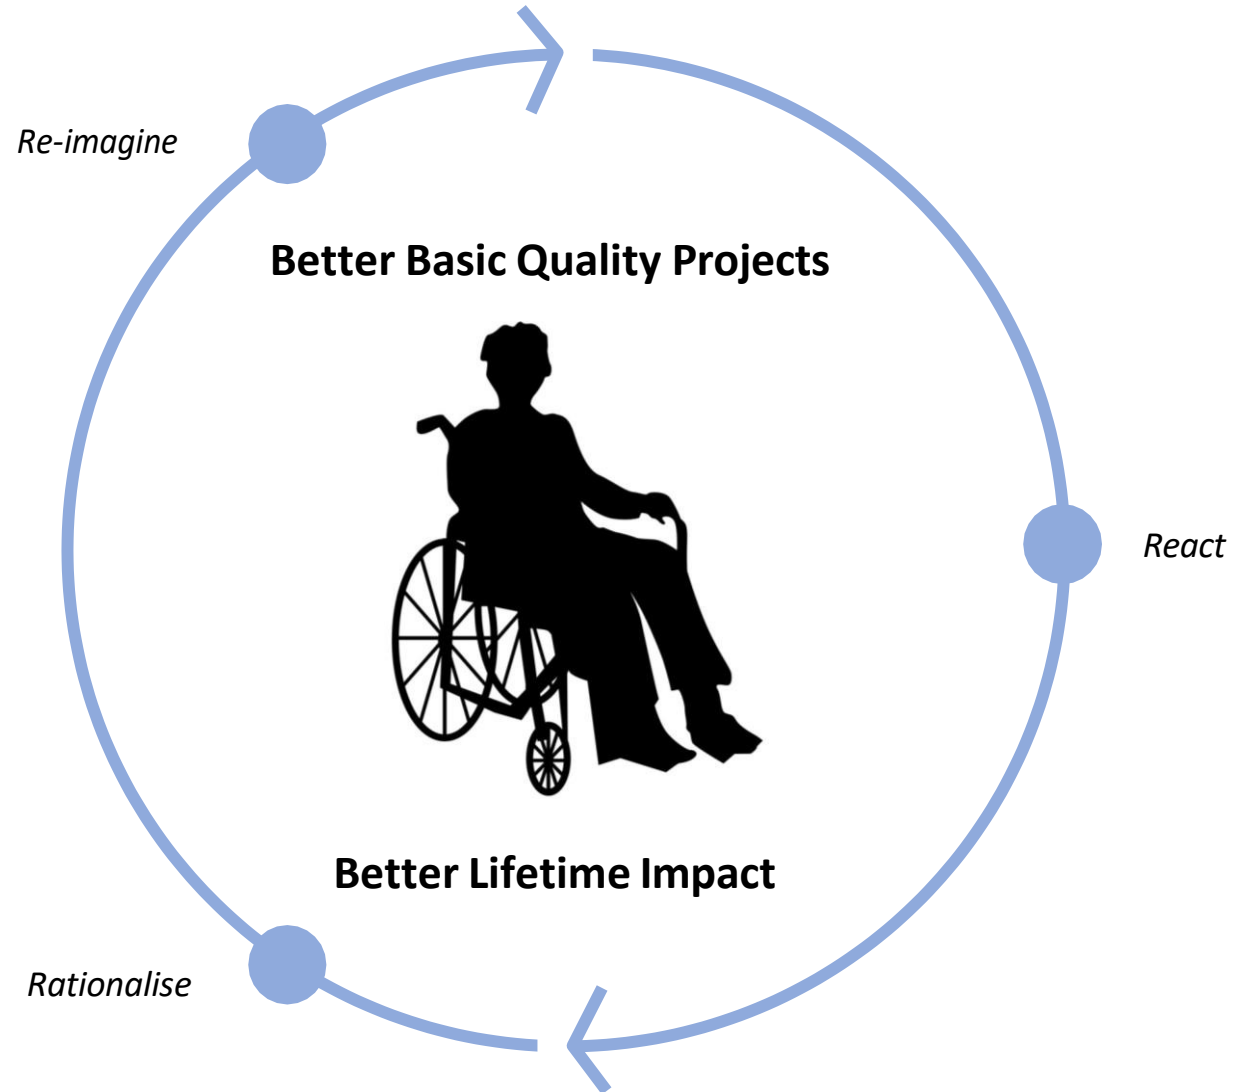 Re-imagine
Better Basic Quality Projects
React
Better Lifetime Impact
Rationalise